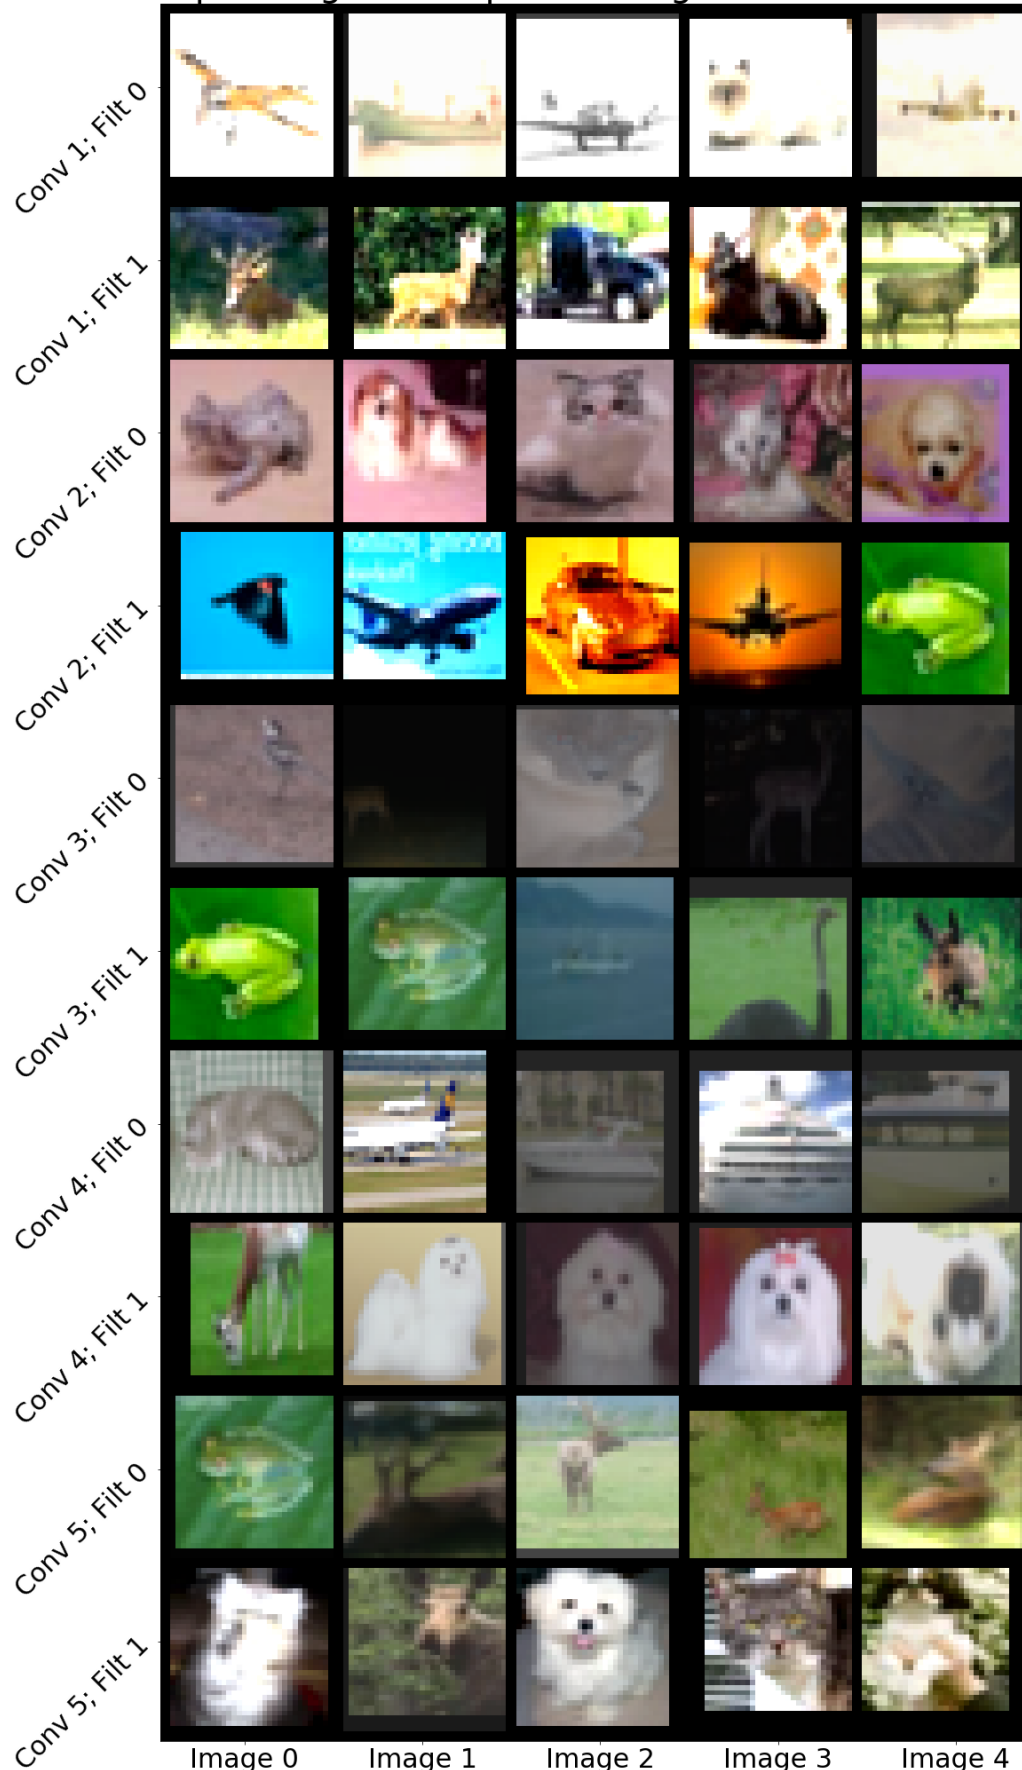 Conv 1; Filt 0
Conv 1; Filt 1
Conv 2; Filt 0
Conv 2; Filt 1
Conv 3; Filt 0
Conv 3; Filt 1
Conv 4; Filt 0
Conv 4; Filt 1
Conv 5; Filt 0
Conv 5; Filt 1
Image 0 Image 1 Image 2 Image 3 Image 4